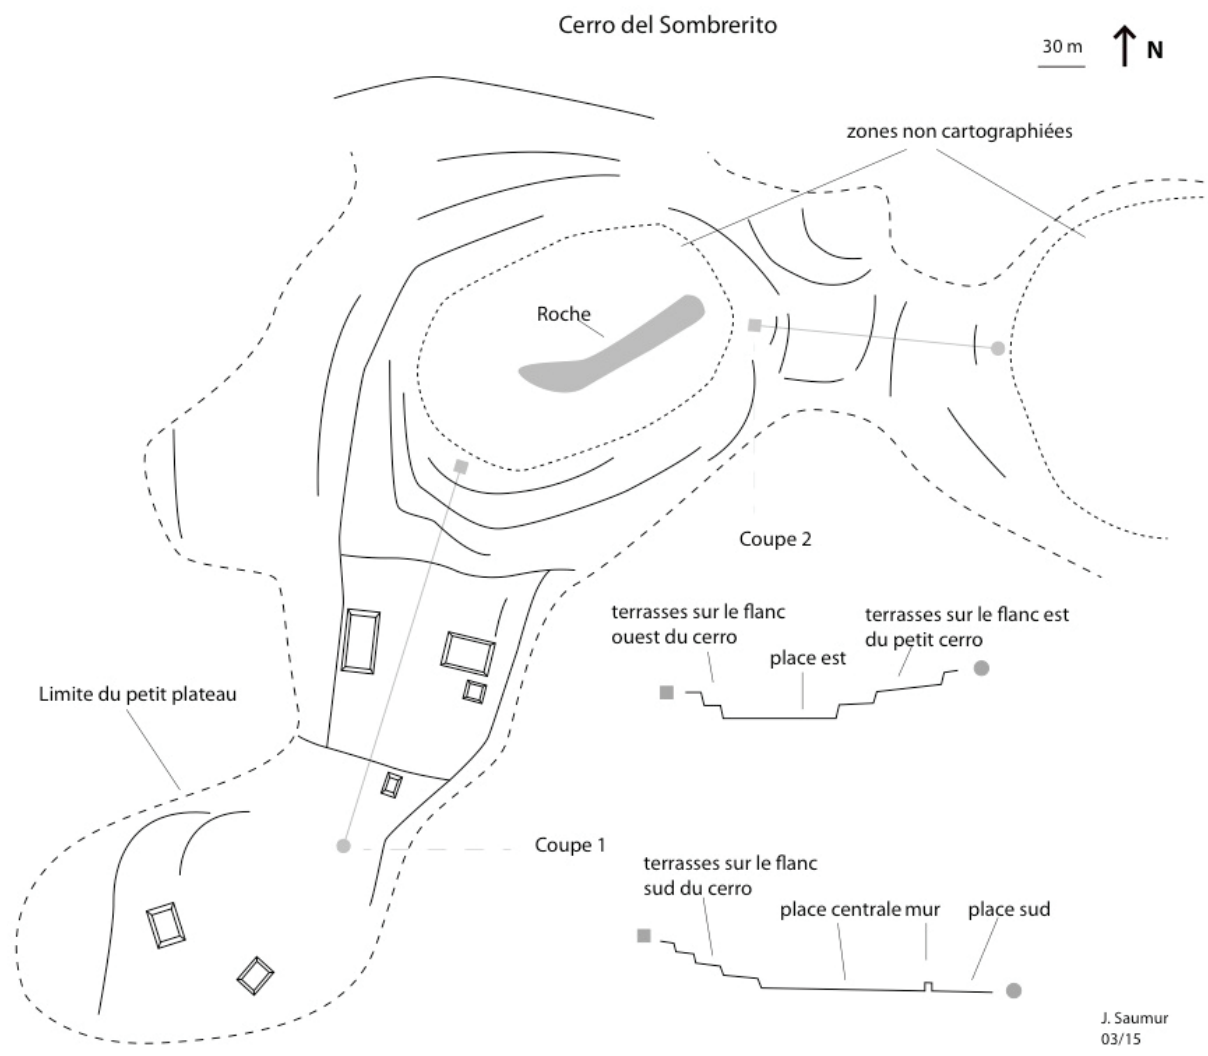 Cerro del Sombrerito
30 m
N
zones non cartographiées
Roche
Coupe 2
terrasses sur le flanc
ouest du cerro
terrasses sur le flanc est
du petit cerro
place est
Limite du petit plateau
Coupe 1
terrasses sur le flanc
sud du cerro
place centrale
mur
place sud
J. Saumur
03/15